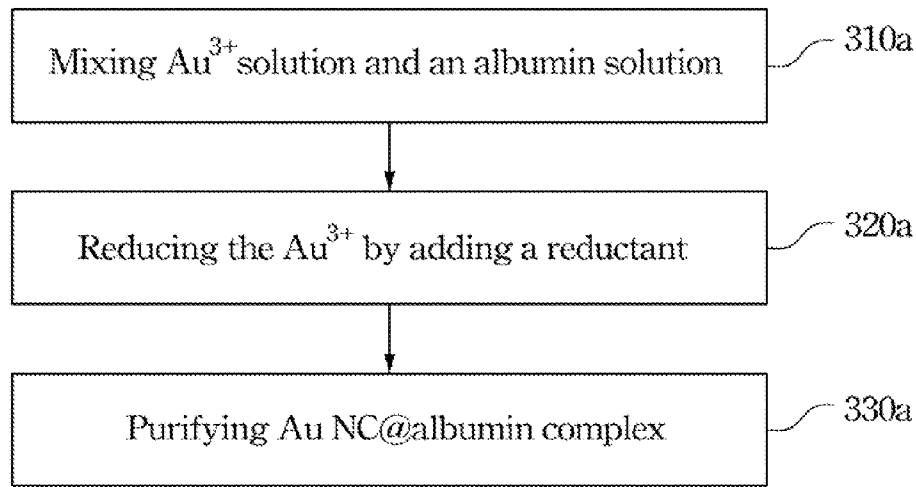 Mixing Au³⁺ solution and an albumin solution
310a
Reducing the Au³⁺ by adding a reductant
320a
Purifying Au NC@albumin complex
330a